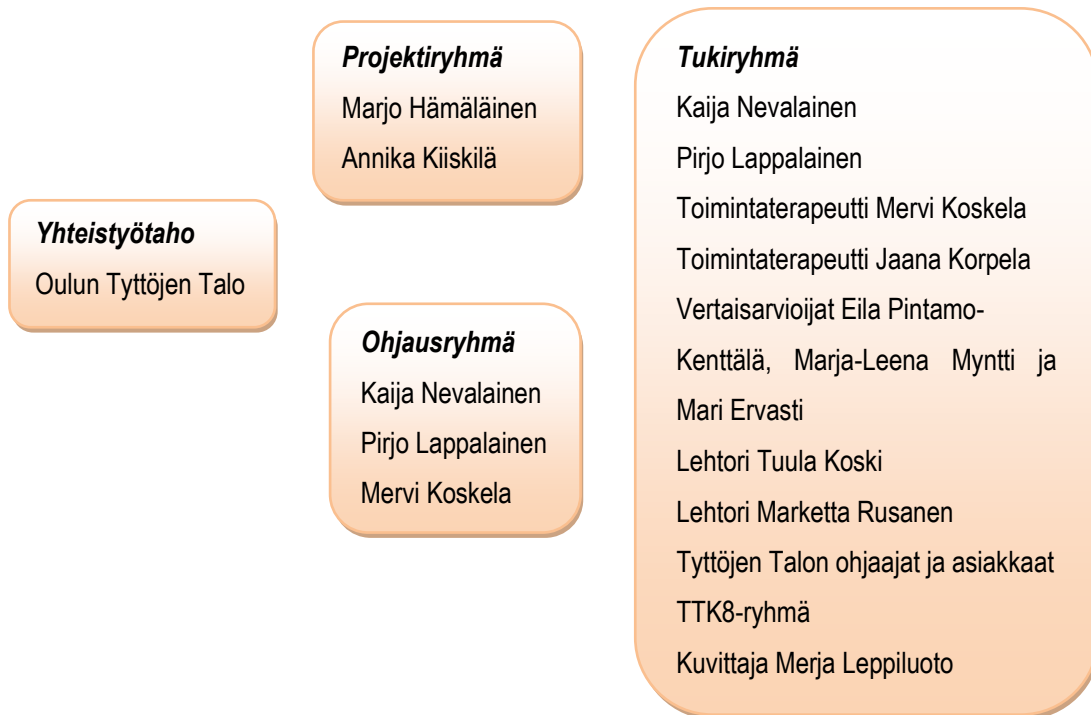 Yhteistyötaho
Oulun Tyttöjen Talo
Projektiryhmä
Marjo Hämäläinen
Annika Kiiskilä
Ohjausryhmä
Kaija Nevalainen
Pirjo Lappalainen
Mervi Koskela
Tukiryhmä
Kaija Nevalainen
Pirjo Lappalainen
Toimintaterapeutti Mervi Koskela
Toimintaterapeutti Jaana Korpela
Vertaisarvioijat Eila Pintamo-
Kenttälä, Marja-Leena Myntti ja
Mari Ervasti
Lehtori Tuula Koski
Lehtori Marketta Rusanen
Tyttöjen Talon ohjaajat ja asiakkaat
TTK8-ryhmä
Kuvittaja Merja Leppiluoto